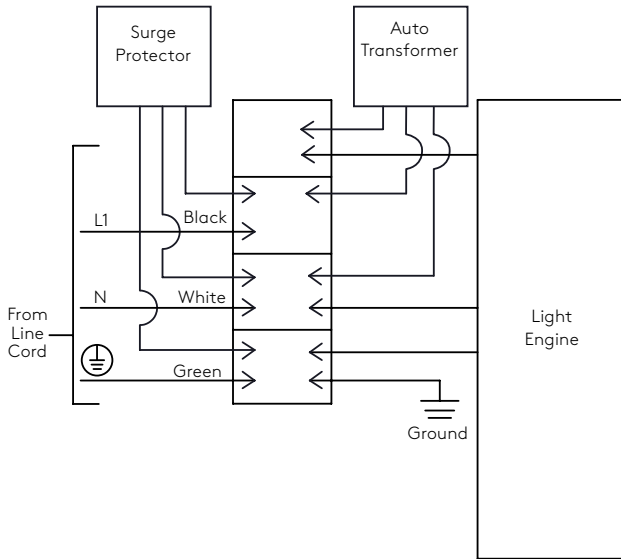 Surge
Protector
Auto
Transformer
L1
Black
N
White
From
Line
Cord
Green
Ground
Light
Engine